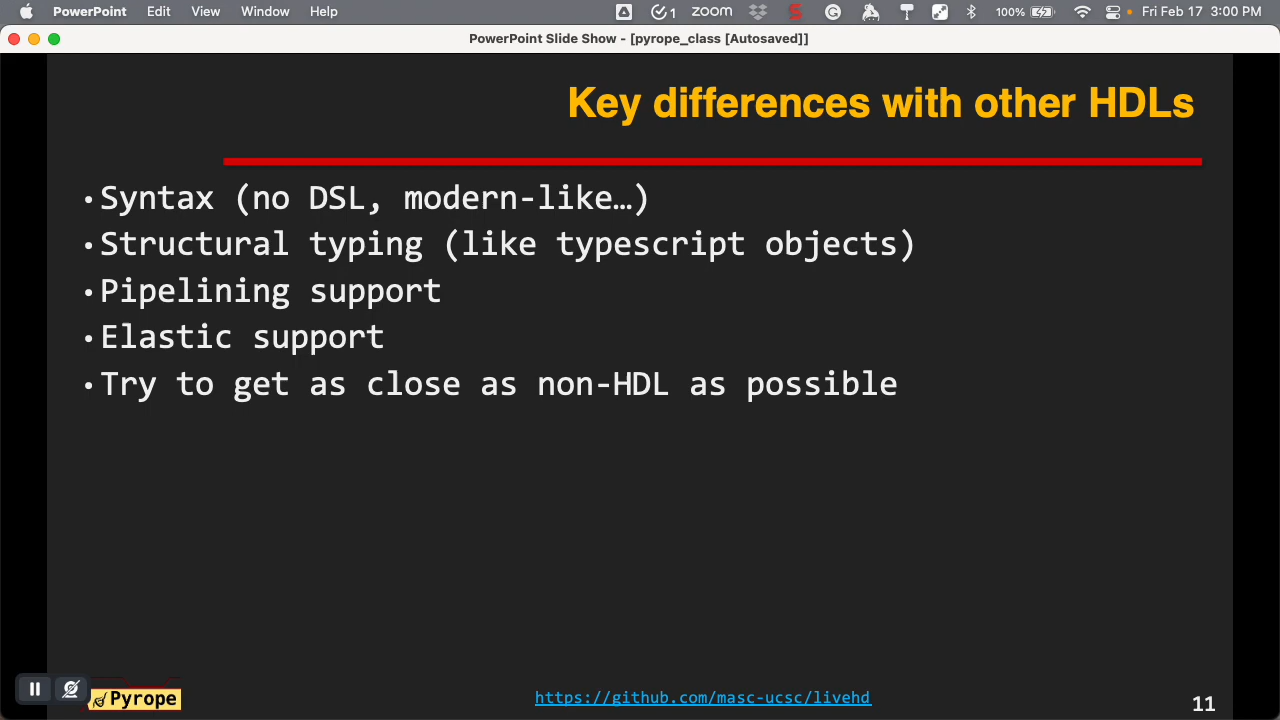 PowerPoint Edit View Window Help 1 zoom 100% Fri Feb 17 3:00 PM
PowerPoint Slide Show - [pyrope_class [Autosaved]]
Key differences with other HDLs
• Syntax (no DSL, modern-like…)
• Structural typing (like typescript objects)
• Pipelining support
• Elastic support
• Try to get as close as non-HDL as possible
Pyrope https://github.com/masc-ucsc/livehd 11